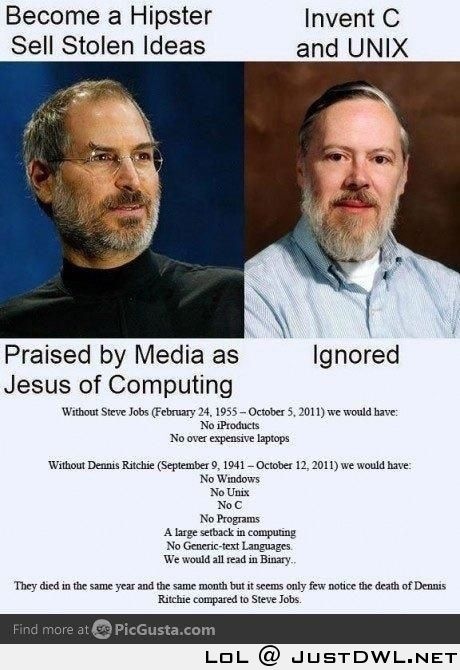 Become a Hipster
Sell Stolen Ideas
Invent C
and UNIX
Praised by Media as
Jesus of Computing
Ignored
Without Steve Jobs (February 24, 1955 – October 5, 2011) we would have:
No iProducts
No over expensive laptops
Without Dennis Ritchie (September 9, 1941 – October 12, 2011) we would have:
No Windows
No Unix
No C
No Programs
A large setback in computing
No Generic-text Languages.
We would all read in Binary..
They died in the same year and the same month but it seems only few notice the death of Dennis
Ritchie compared to Steve Jobs.
Find more at PicGusta.com
LOL @ JUSTDWL.NET